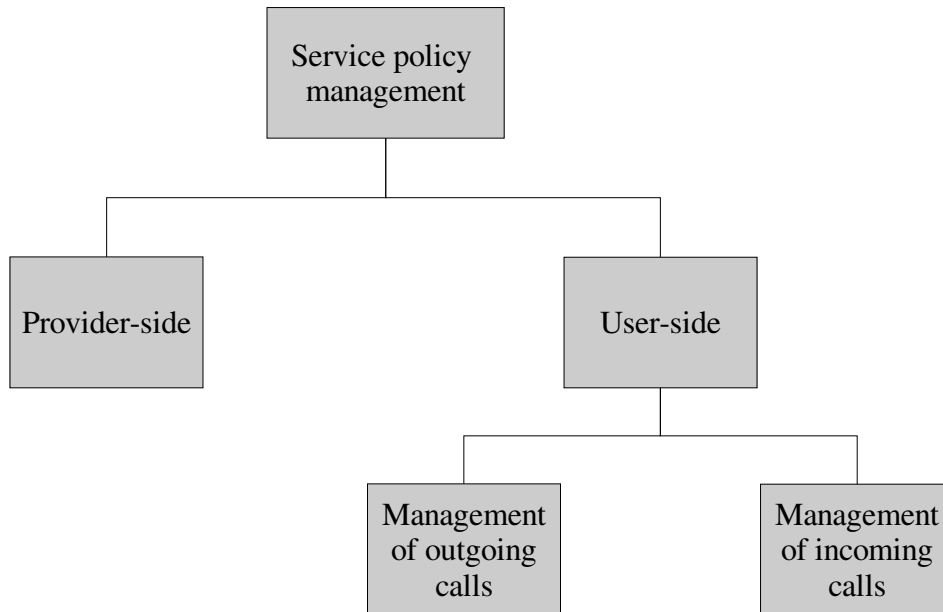 Service policy
management
Provider-side
User-side
Management
of outgoing
calls
Management
of incoming
calls